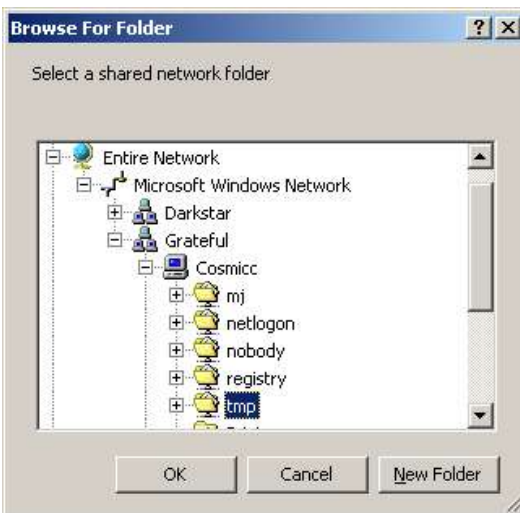 Browse For Folder
Select a shared network folder
Entire Network
Microsoft Windows Network
Darkstar
Grateful
Cosmicc
mj
netlogon
nobody
registry
tmp
OK Cancel New Folder